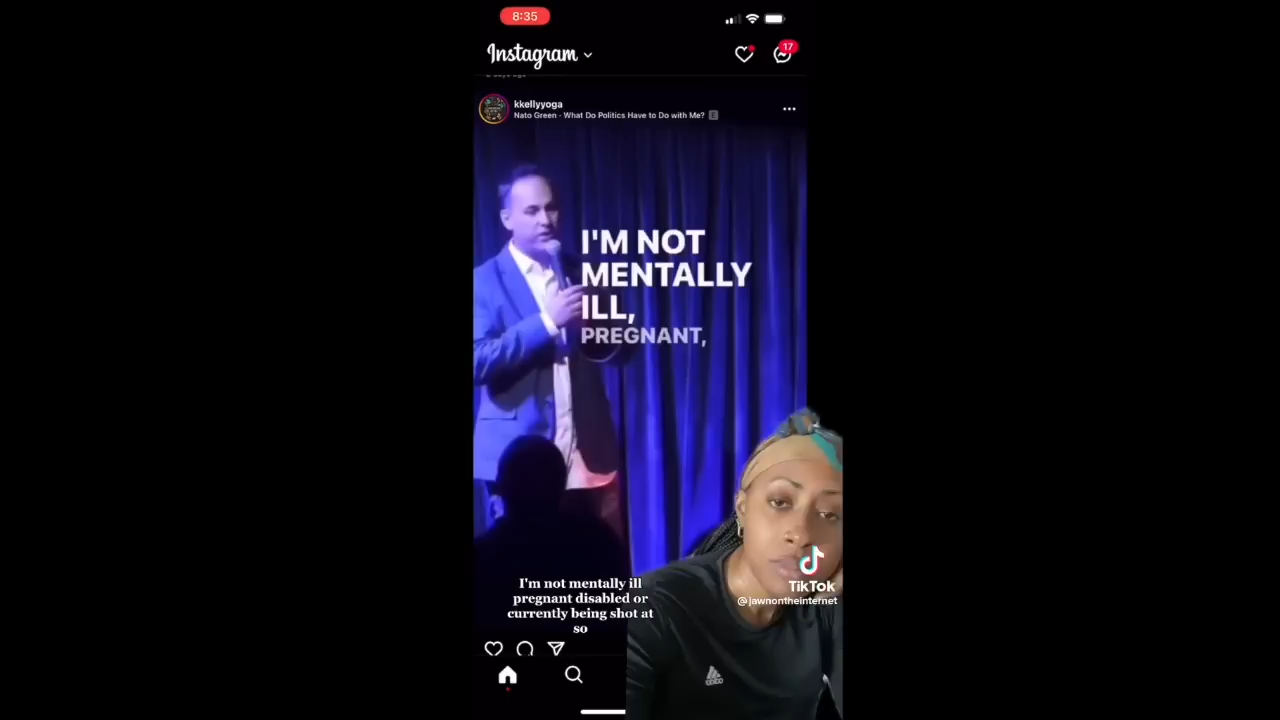 8:35
Instagram
17
kkellyyoga
Nato Green · What Do Politics Have to Do with Me? E
I'M NOT
MENTALLY
ILL,
PREGNANT,
I'm not mentally ill
pregnant disabled or
currently being shot at
so
TikTok
@jawnontheinternet
adidas